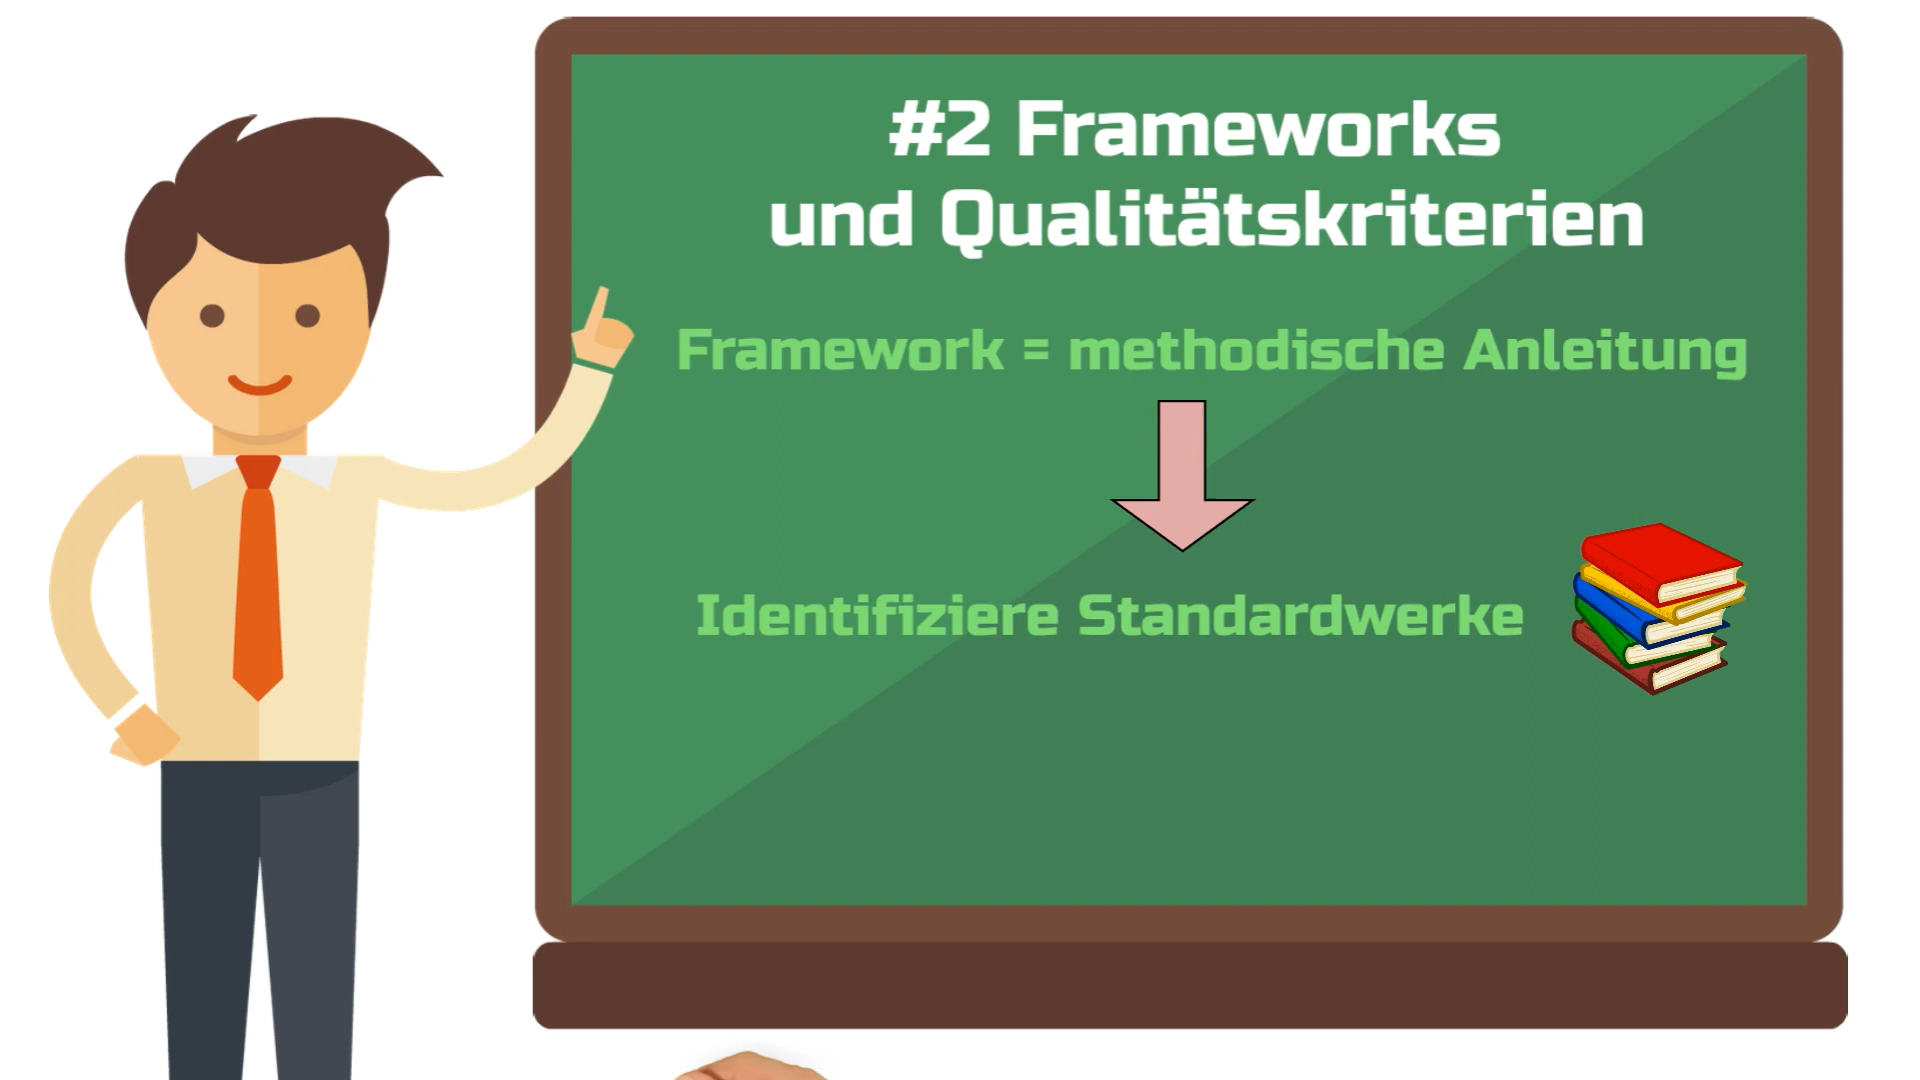 #2 Frameworks
und Qualitätskriterien
Framework = methodische Anleitung
Identifiziere Standardwerke